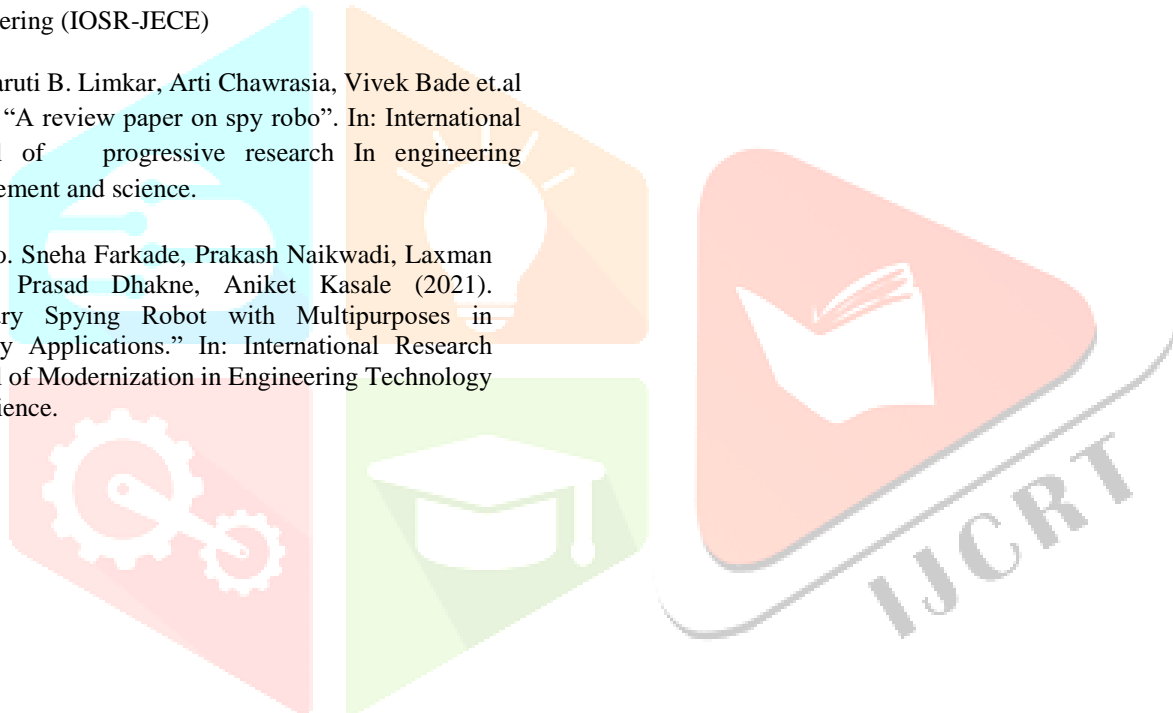 ering (IOSR-JECE)
aruti B. Limkar, Arti Chawrasia, Vivek Bade et.al
“A review paper on spy robo”. In: International
l of progressive research In engineering
ement and science.
o. Sneha Farkade, Prakash Naikwadi, Laxman
Prasad Dhakne, Aniket Kasale (2021).
ary Spying Robot with Multipurposes in
y Applications.” In: International Research
l of Modernization in Engineering Technology
ience.
IJCRT